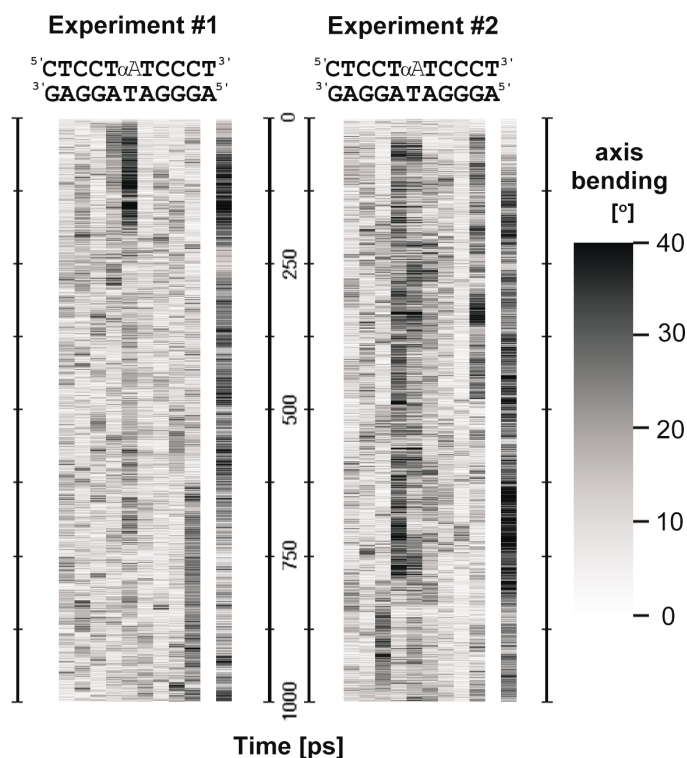 Experiment #1
5'CTCCTαATCCCT3'
3'GAGGATAGGGA5'
Experiment #2
5'CTCCTαATCCCT3'
3'GAGGATAGGGA5'
0
250
500
750
1000
Time [ps]
axis
bending
[°]
40
30
20
10
0